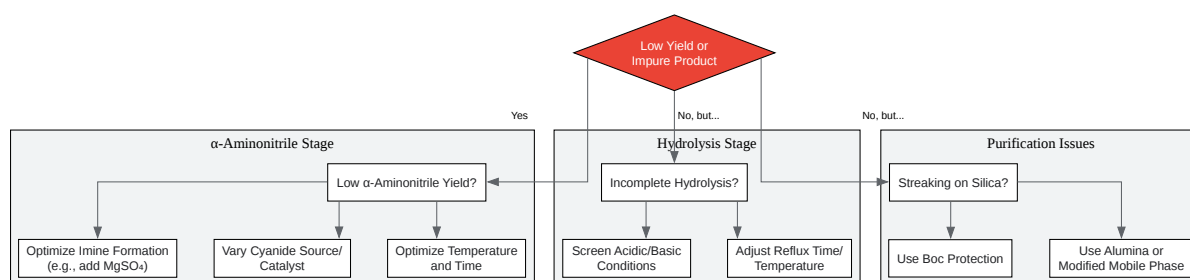 Low Yield or
Impure Product
Yes
No, but...
No, but...
α-Aminonitrile Stage
Hydrolysis Stage
Purification Issues
Low α-Aminonitrile Yield?
Incomplete Hydrolysis?
Streaking on Silica?
Optimize Imine Formation
(e.g., add MgSO₄)
Vary Cyanide Source/
Catalyst
Optimize Temperature
and Time
Screen Acidic/Basic
Conditions
Adjust Reflux Time/
Temperature
Use Boc Protection
Use Alumina or
Modified Mobile Phase